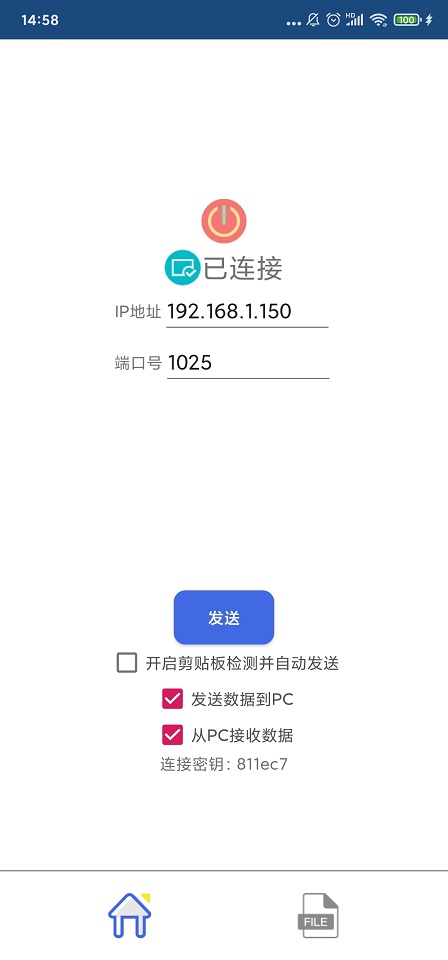 14:58
HD
100
已连接
IP地址 192.168.1.150
端口号 1025
发送
开启剪贴板检测并自动发送
发送数据到PC
从PC接收数据
连接密钥：811ec7
FILE